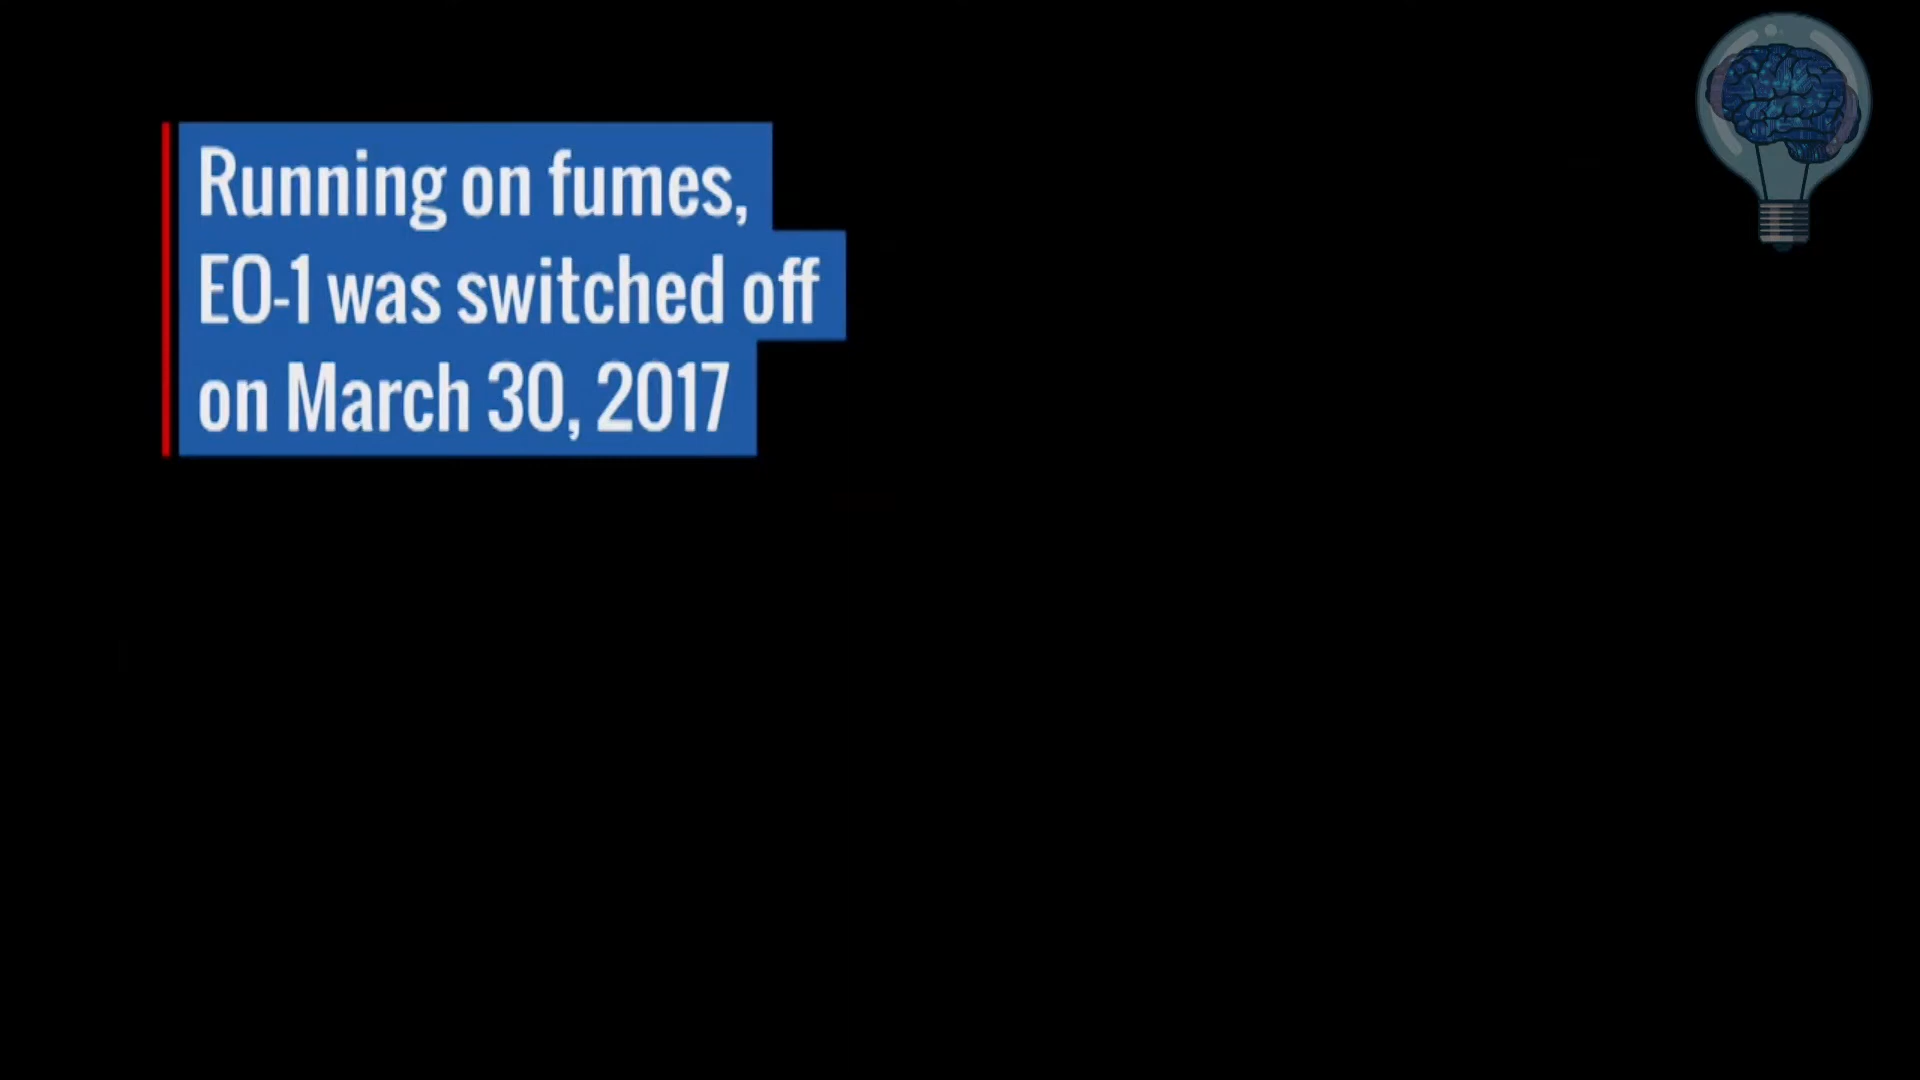 Running on fumes,
EO-1 was switched off
on March 30, 2017